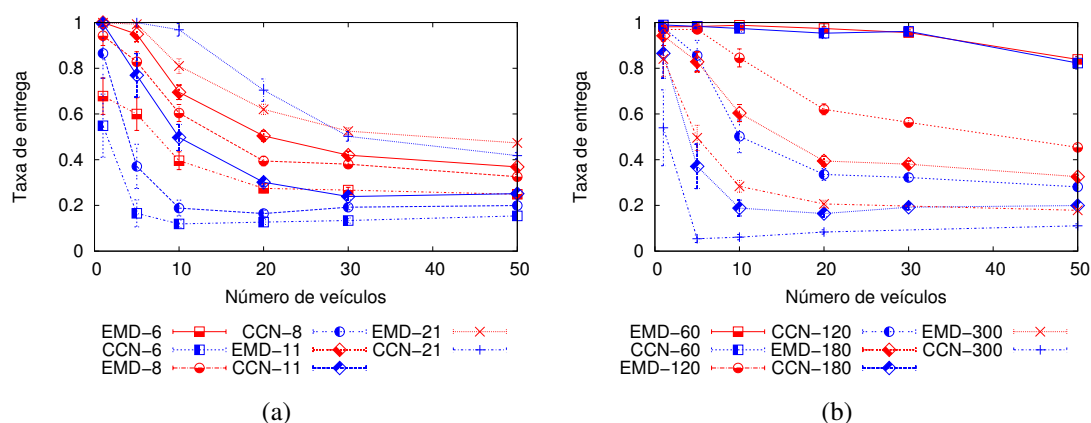 1
0.8
0.6
0.4
0.2
0
Taxa de entrega
0 10 20 30 40 50
Número de veículos
EMD−6 CCN−8 EMD−21
CCN−6 EMD−11 CCN−21
EMD−8 CCN−11
(a)
1
0.8
0.6
0.4
0.2
0
Taxa de entrega
0 10 20 30 40 50
Número de veículos
EMD−60 CCN−120 EMD−300
CCN−60 EMD−180 CCN−300
EMD−120 CCN−180
(b)